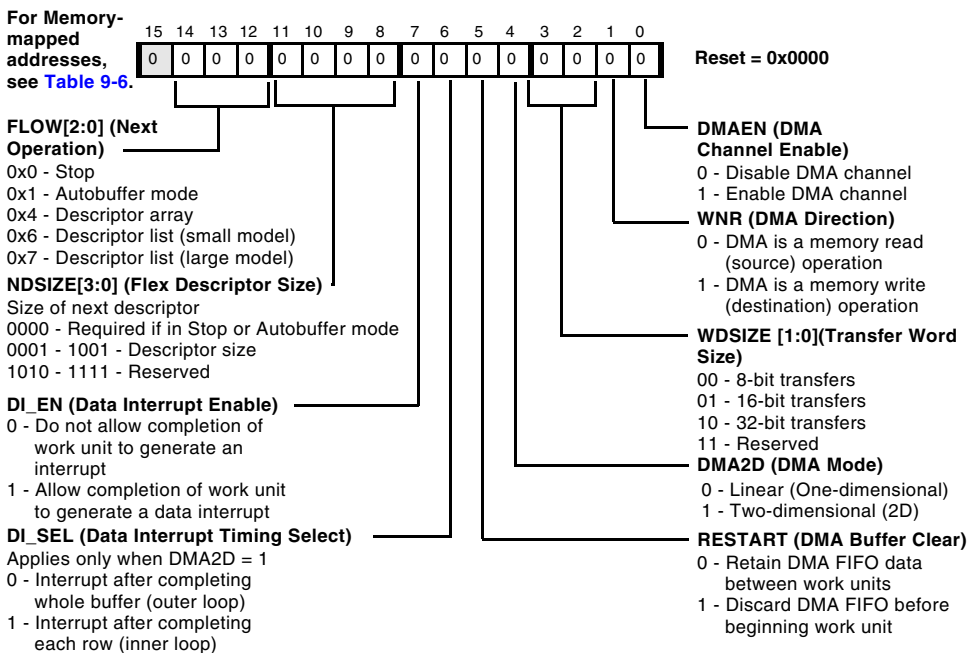 For Memory-
mapped
addresses,
see Table 9-6.
15 14 13 12 11 10 9 8 7 6 5 4 3 2 1 0
0 0 0 0 0 0 0 0 0 0 0 0 0 0 0 0
Reset = 0x0000
FLOW[2:0] (Next
Operation)
0x0 - Stop
0x1 - Autobuffer mode
0x4 - Descriptor array
0x6 - Descriptor list (small model)
0x7 - Descriptor list (large model)
NDSIZE[3:0] (Flex Descriptor Size)
Size of next descriptor
0000 - Required if in Stop or Autobuffer mode
0001 - 1001 - Descriptor size
1010 - 1111 - Reserved
DI_EN (Data Interrupt Enable)
0 - Do not allow completion of
work unit to generate an
interrupt
1 - Allow completion of work unit
to generate a data interrupt
DI_SEL (Data Interrupt Timing Select)
Applies only when DMA2D = 1
0 - Interrupt after completing
whole buffer (outer loop)
1 - Interrupt after completing
each row (inner loop)
DMAEN (DMA
Channel Enable)
0 - Disable DMA channel
1 - Enable DMA channel
WNR (DMA Direction)
0 - DMA is a memory read
(source) operation
1 - DMA is a memory write
(destination) operation
WDSIZE [1:0](Transfer Word
Size)
00 - 8-bit transfers
01 - 16-bit transfers
10 - 32-bit transfers
11 - Reserved
DMA2D (DMA Mode)
0 - Linear (One-dimensional)
1 - Two-dimensional (2D)
RESTART (DMA Buffer Clear)
0 - Retain DMA FIFO data
between work units
1 - Discard DMA FIFO before
beginning work unit